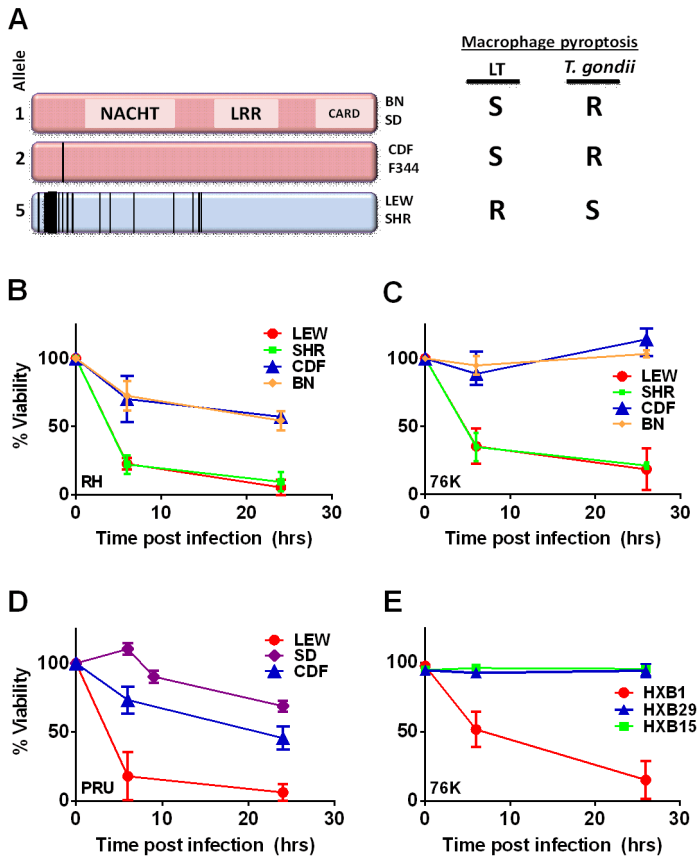 A
Allele
Macrophage pyroptosis
LT T. gondii
1 NACHT LRR CARD BN SD S R
2 CDF F344 S R
5 LEW SHR R S
B
% Viability
100
50
0
LEW
SHR
CDF
BN
RH
0 10 20 30
Time post infection (hrs)
C
% Viability
100
50
0
LEW
SHR
CDF
BN
76K
0 10 20 30
Time post infection (hrs)
D
% Viability
100
50
0
LEW
SD
CDF
PRU
0 10 20 30
Time post infection (hrs)
E
% Viability
100
50
0
HXB1
HXB29
HXB15
76K
0 10 20 30
Time post infection (hrs)